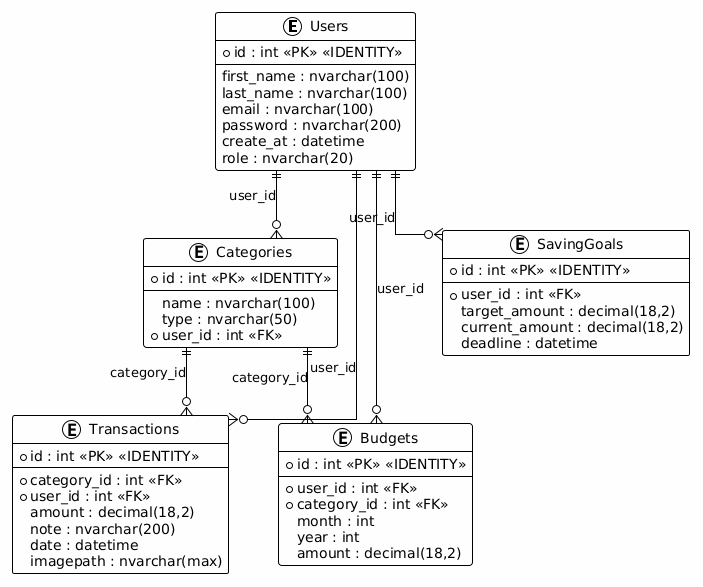 E Users
id : int «PK» «IDENTITY»
first_name : nvarchar(100)
last_name : nvarchar(100)
email : nvarchar(100)
password : nvarchar(200)
create_at : datetime
role : nvarchar(20)
user_id
user_id
E Categories
id : int «PK» «IDENTITY»
name : nvarchar(100)
type : nvarchar(50)
user_id : int «FK»
E SavingGoals
id : int «PK» «IDENTITY»
user_id : int «FK»
target_amount : decimal(18,2)
current_amount : decimal(18,2)
deadline : datetime
user_id
category_id
category_id
user_id
E Transactions
id : int «PK» «IDENTITY»
category_id : int «FK»
user_id : int «FK»
amount : decimal(18,2)
note : nvarchar(200)
date : datetime
imagepath : nvarchar(max)
E Budgets
id : int «PK» «IDENTITY»
user_id : int «FK»
category_id : int «FK»
month : int
year : int
amount : decimal(18,2)